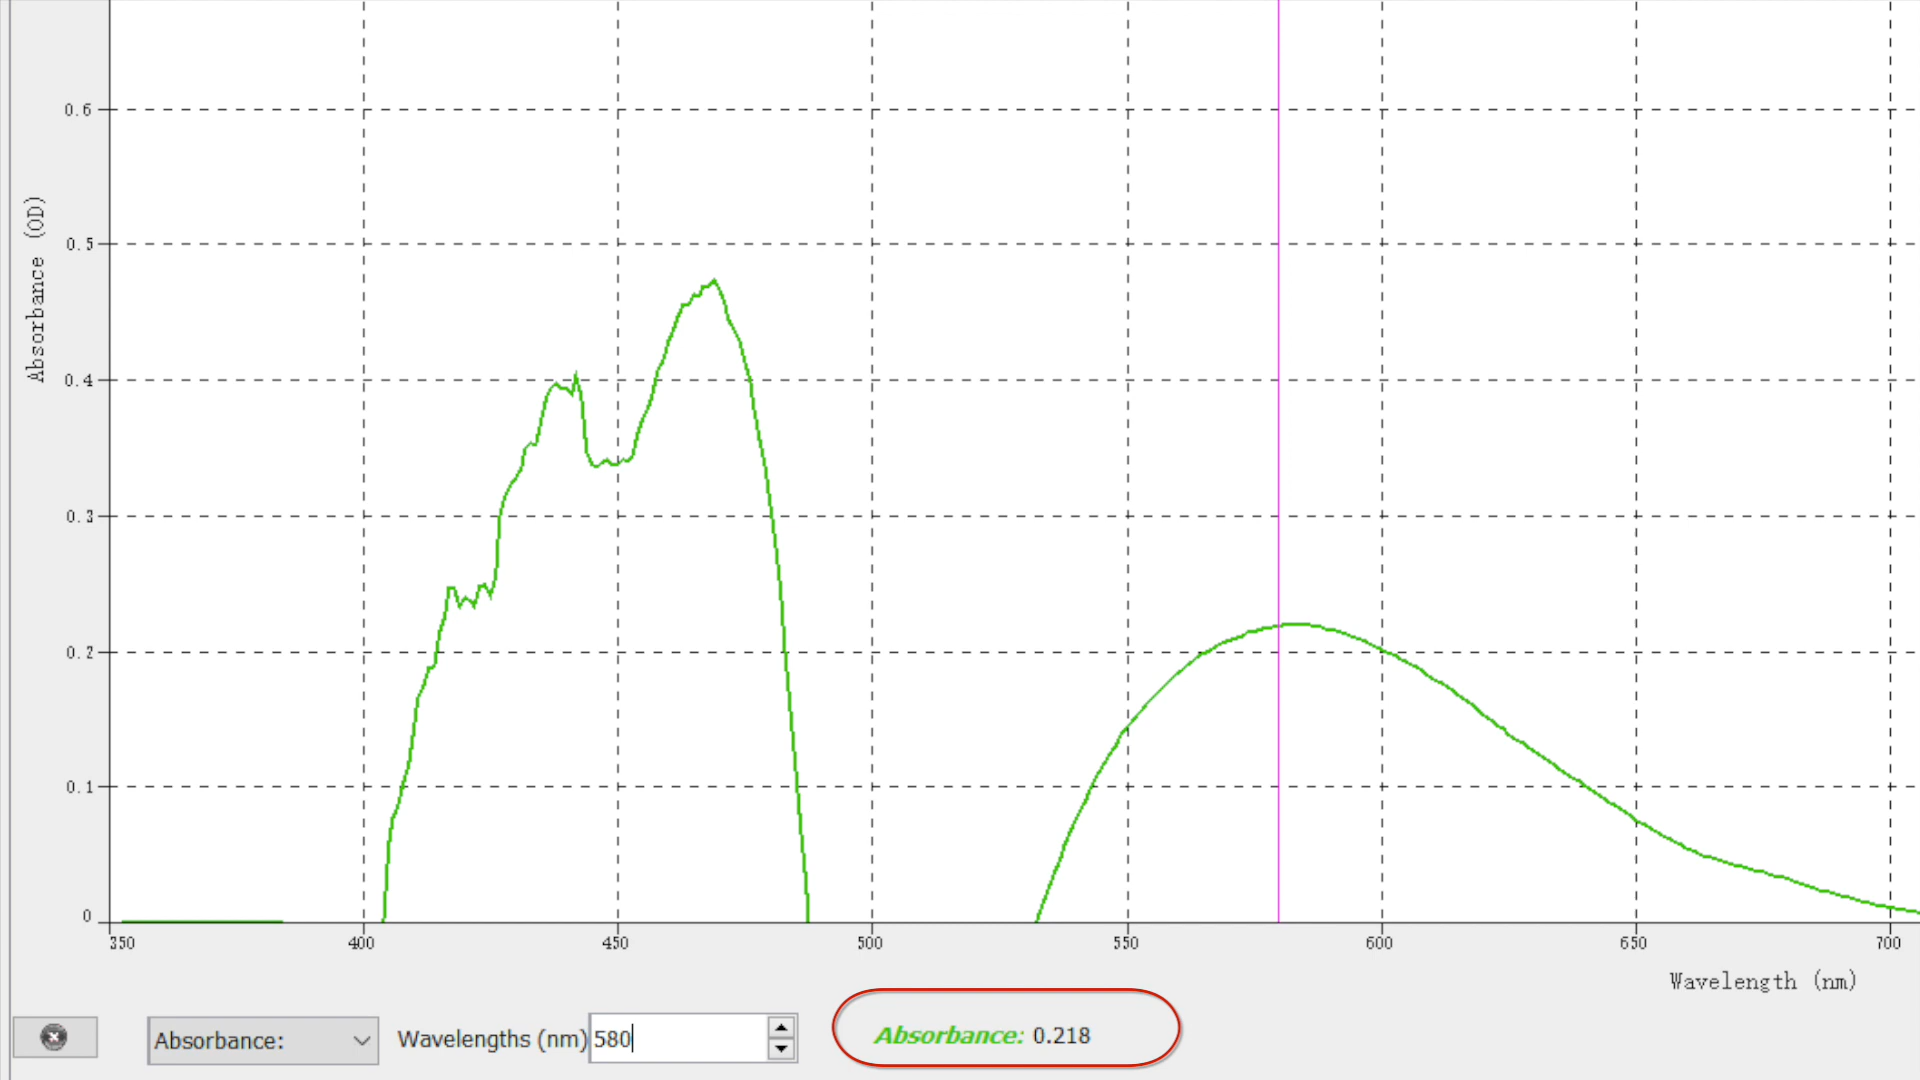 0.6
0.5
0.4
0.3
0.2
0.1
0
Absorbance (OD)
350 400 450 500 550 600 650 700
Wavelength (nm)
Absorbance: Wavelengths (nm) 580 Absorbance: 0.218